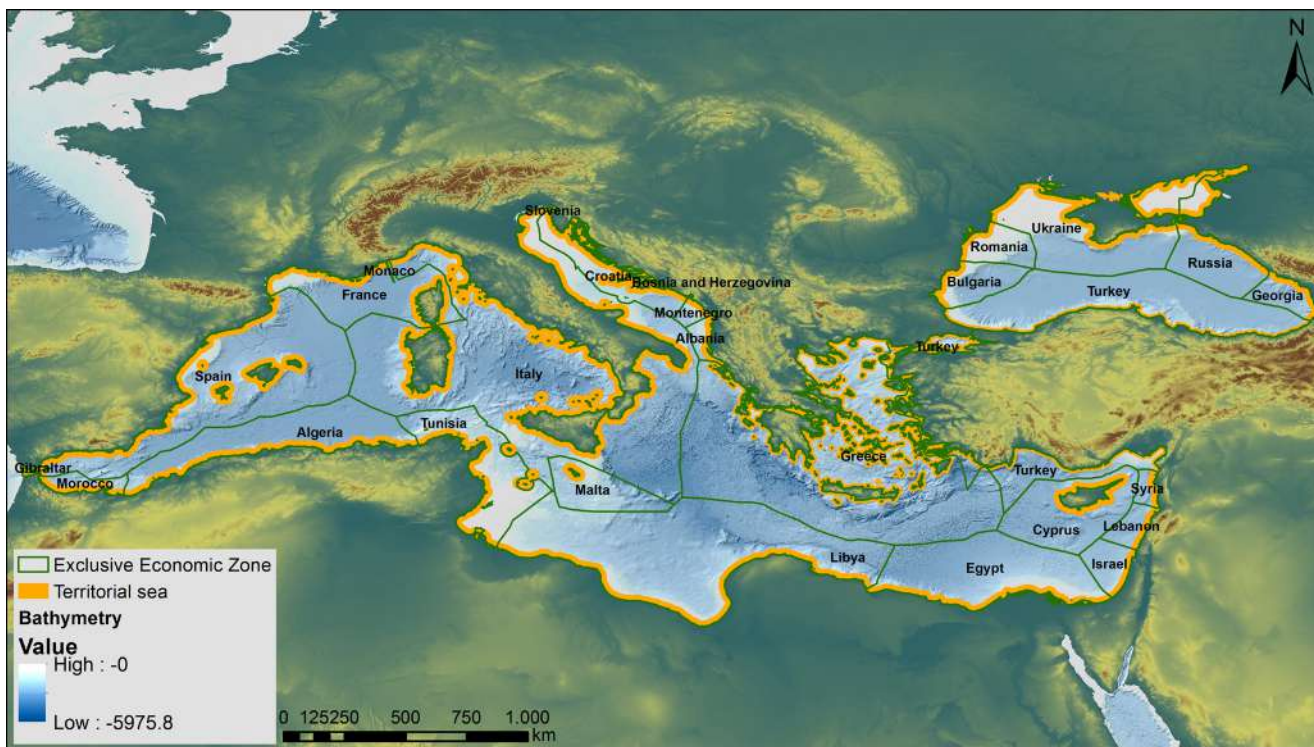 N
Slovenia
Ukraine
Romania
Croatia
Bosnia and Herzegovina
Russia
Monaco
Bulgaria
Turkey
Georgia
France
Montenegro
Albania
Turkey
Spain
Italy
Tunisia
Algeria
Greece
Gibraltar
Morocco
Turkey
Malta
Syria
Cyprus
Lebanon
Libya
Egypt
Israel
Exclusive Economic Zone
Territorial sea
Bathymetry
Value
High : -0
Low : -5975.8
0 125250 500 750 1.000
km